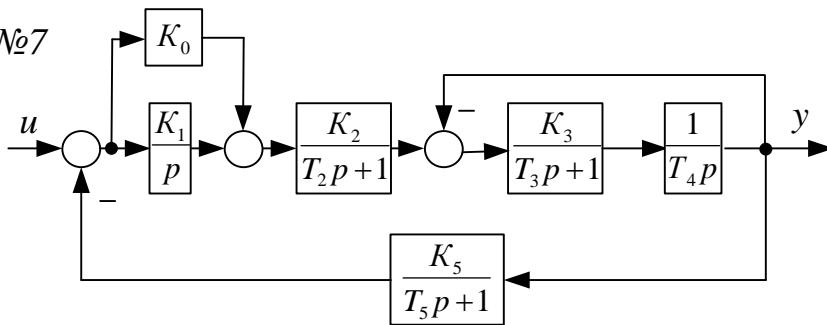 №7
K₀
u
K₁/p
K₂/(T₂p+1)
−
K₃/(T₃p+1)
1/(T₄p)
y
−
K₅/(T₅p+1)